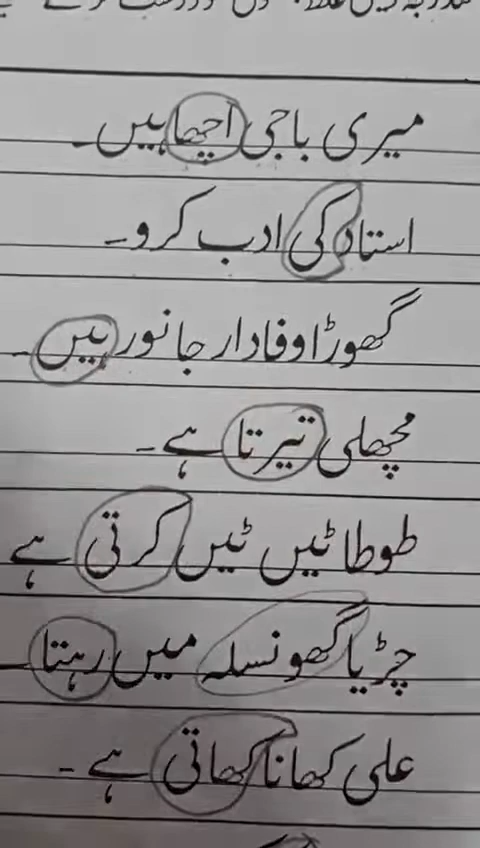 میری باجی اچھا ہیں۔
استاد کی ادب کرو۔
گھوڑا وفادار جانور ہیں۔
مچھلی تیرتا ہے۔
طوطا ٹیں ٹیں کرتی ہے
چڑیا گھونسلہ میں رہتا۔
علی کھانا کھاتی ہے۔